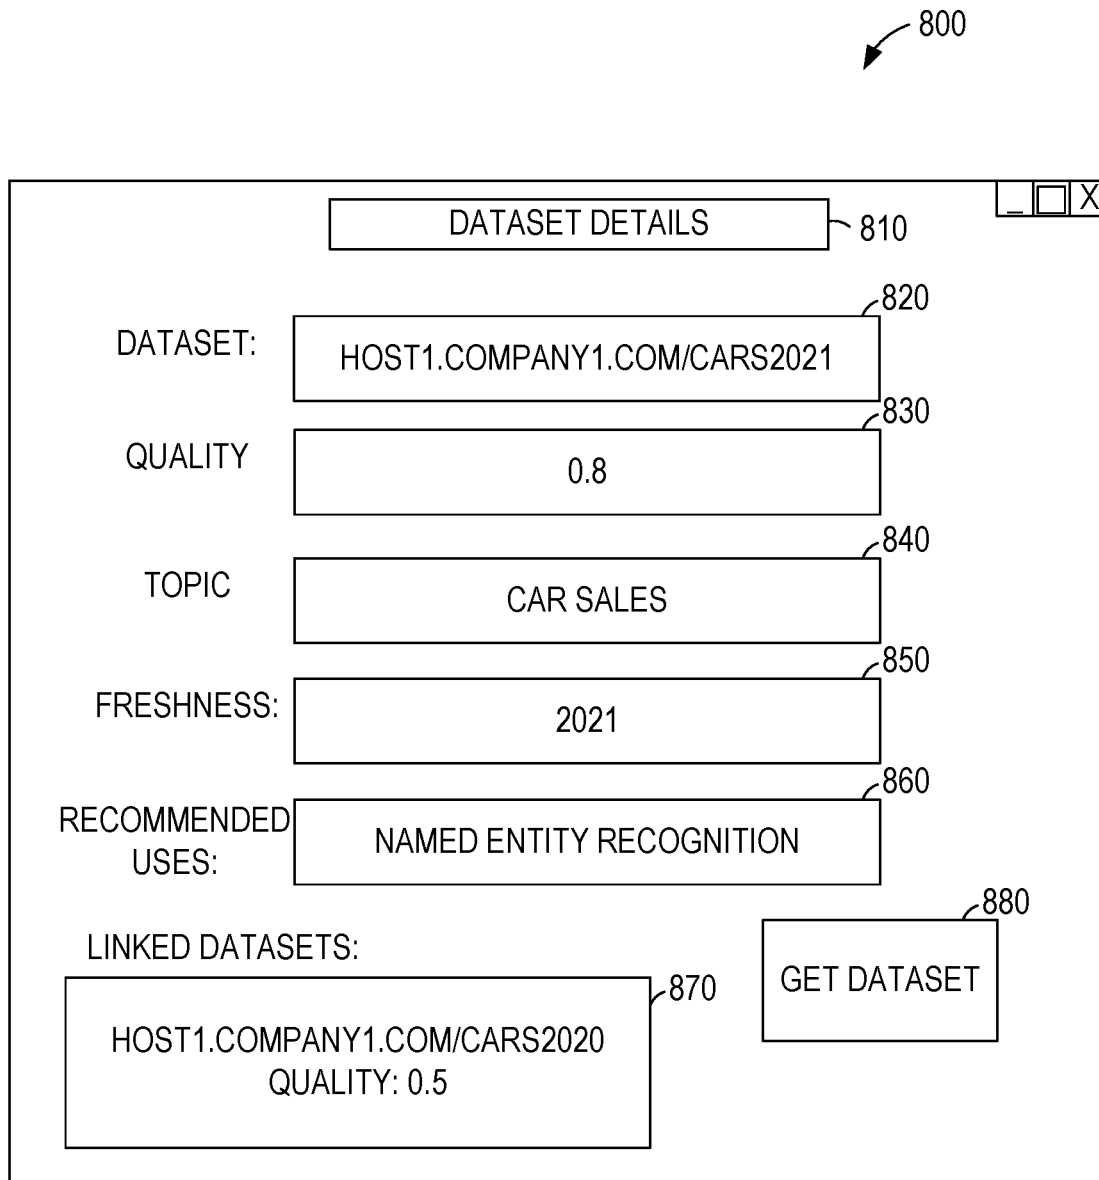 800
_ X
DATASET DETAILS
810
820
DATASET:
HOST1.COMPANY1.COM/CARS2021
830
QUALITY
0.8
840
TOPIC
CAR SALES
850
FRESHNESS:
2021
860
RECOMMENDED
USES:
NAMED ENTITY RECOGNITION
880
LINKED DATASETS:
GET DATASET
870
HOST1.COMPANY1.COM/CARS2020
QUALITY: 0.5